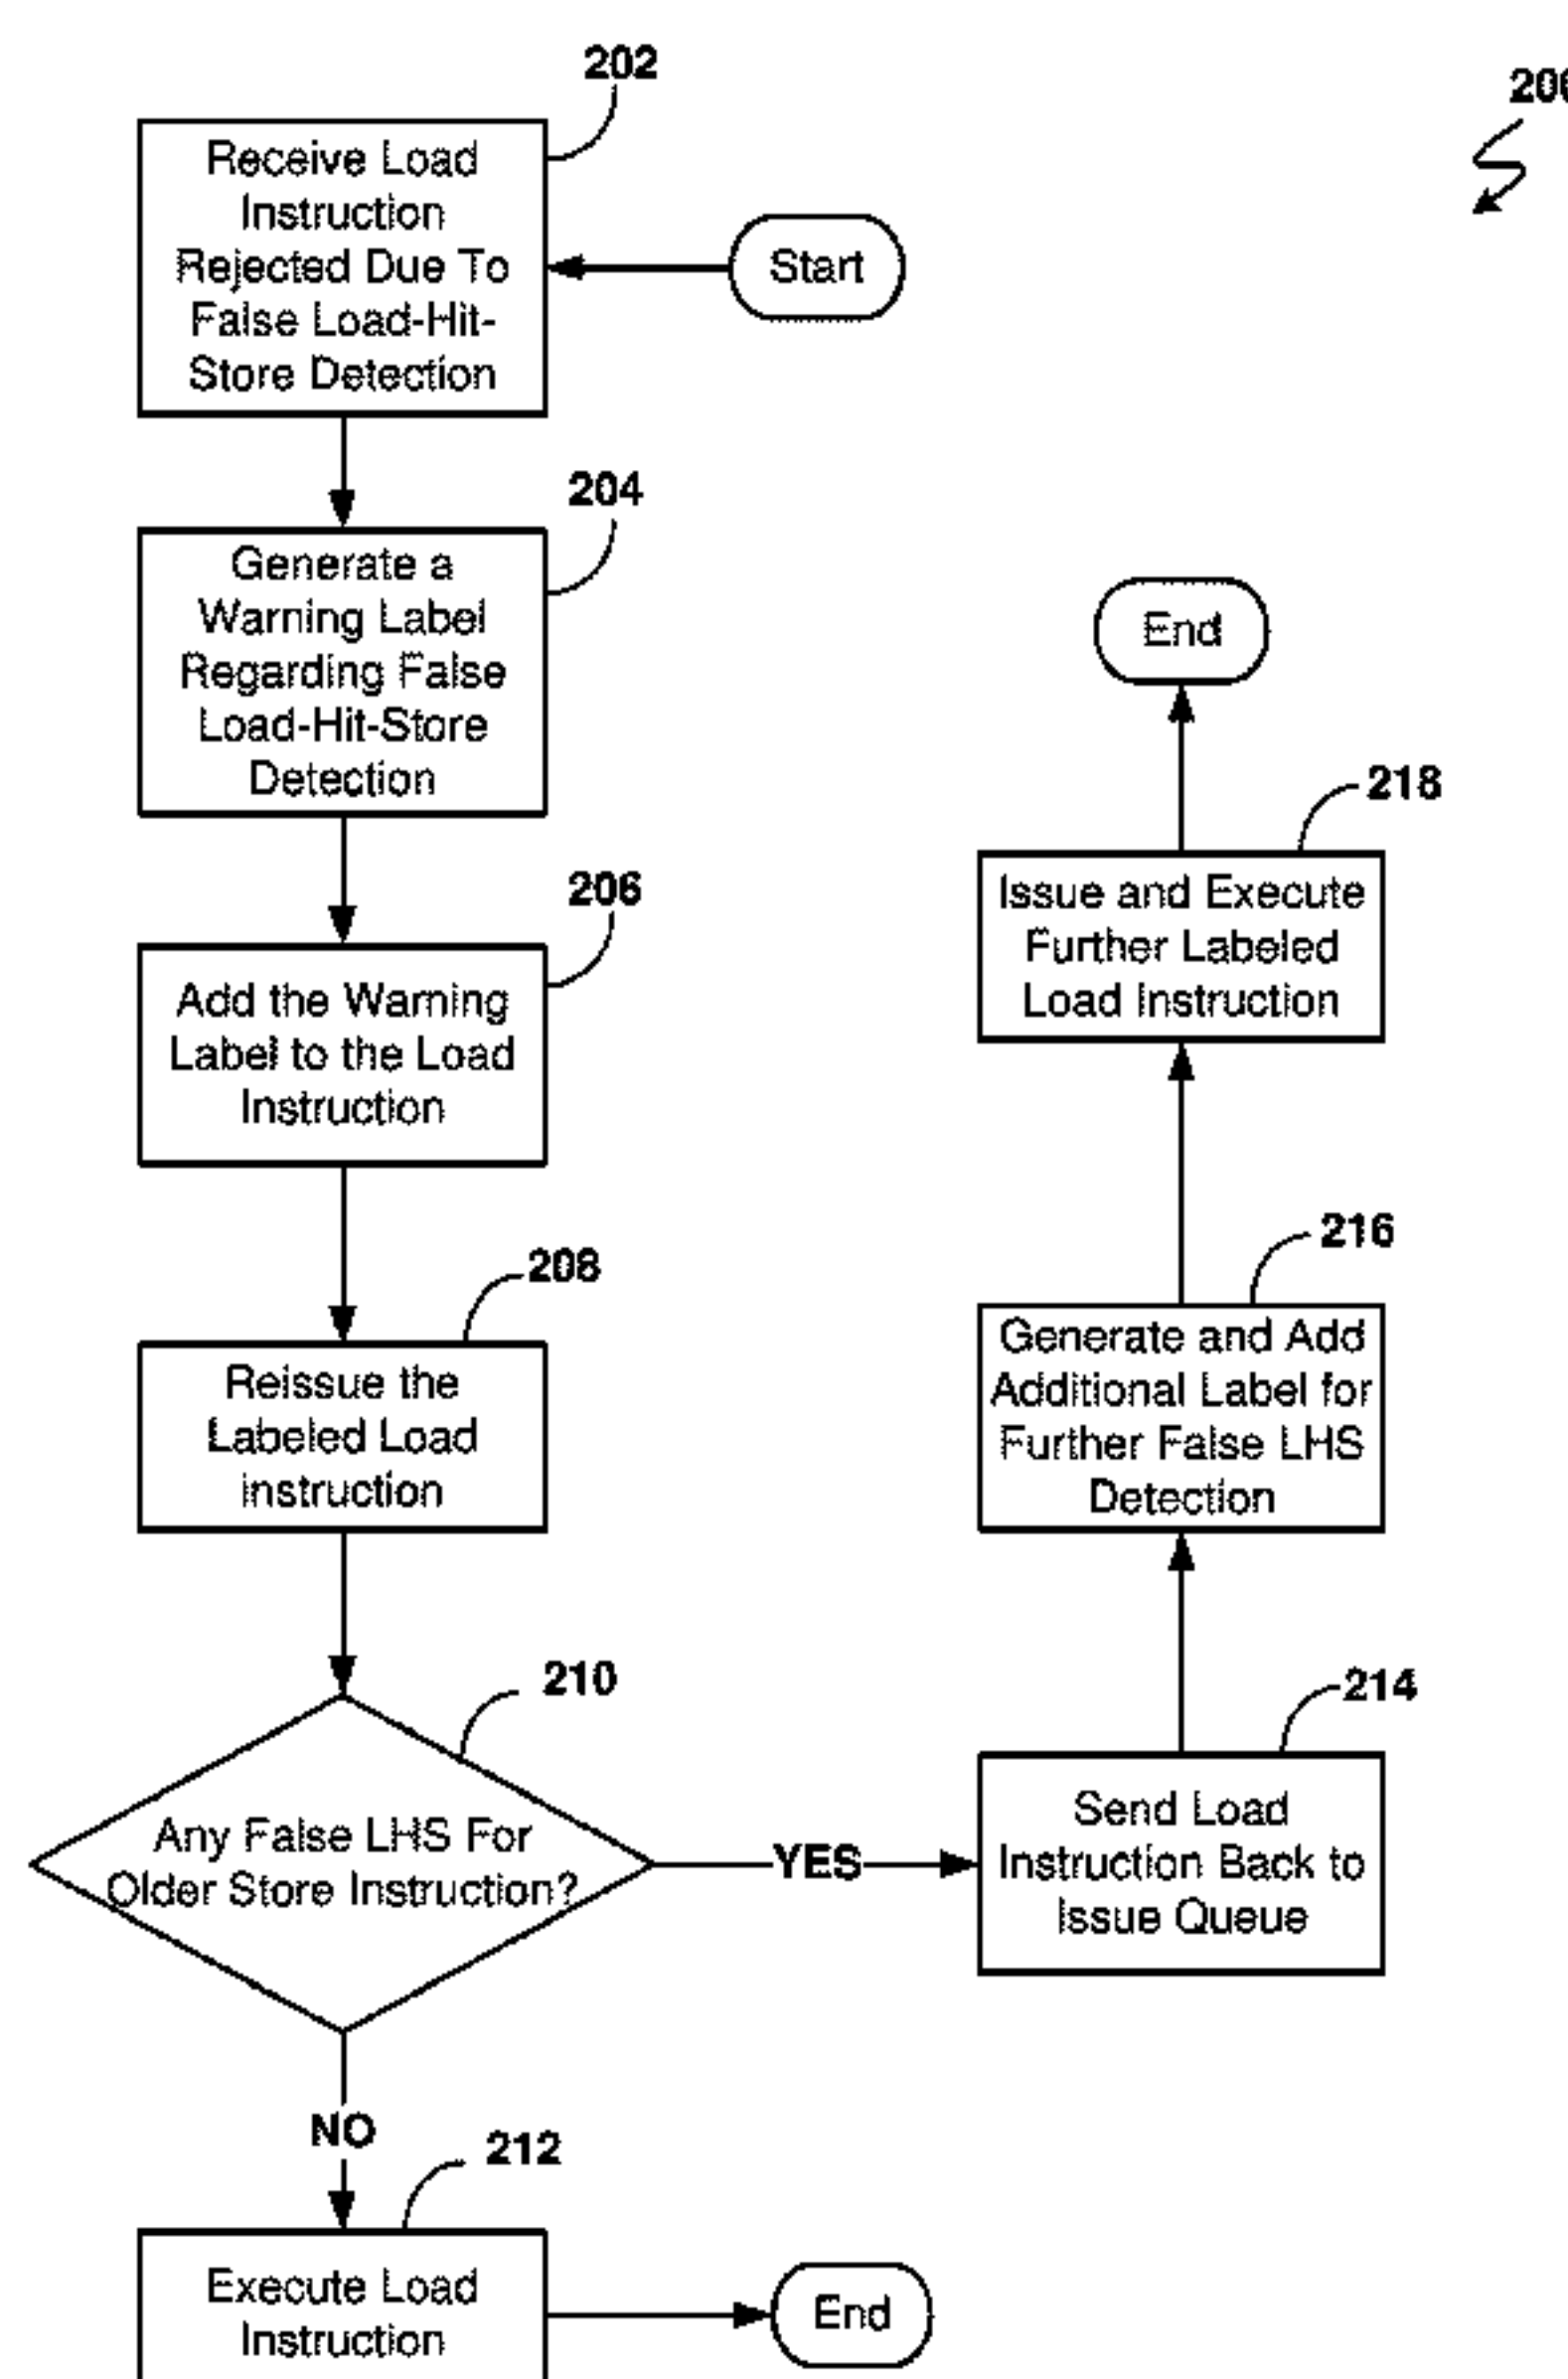 202
Receive Load
Instruction
Rejected Due To
False Load-Hit-
Store Detection
Start
204
Generate a
Warning Label
Regarding False
Load-Hit-Store
Detection
206
Add the Warning
Label to the Load
Instruction
208
Reissue the
Labeled Load
instruction
210
Any False LHS For
Older Store Instruction?
YES
NO
212
Execute Load
Instruction
End
214
Send Load
Instruction Back to
Issue Queue
216
Generate and Add
Additional Label for
Further False LHS
Detection
218
Issue and Execute
Further Labeled
Load Instruction
End